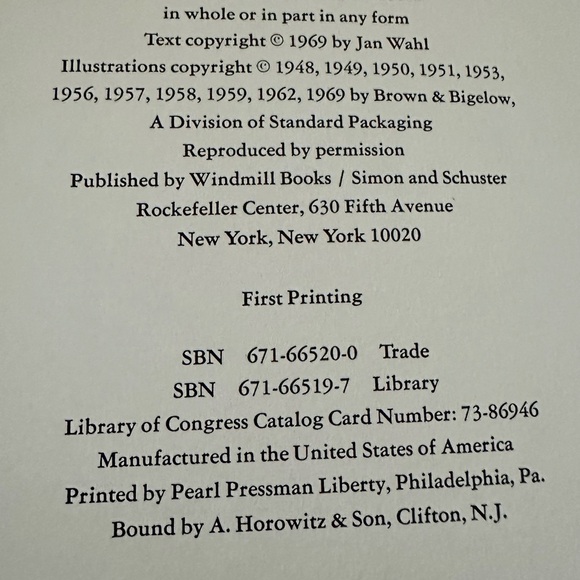 in whole or in part in any form
Text copyright © 1969 by Jan Wahl
Illustrations copyright © 1948, 1949, 1950, 1951, 1953,
1956, 1957, 1958, 1959, 1962, 1969 by Brown & Bigelow,
A Division of Standard Packaging
Reproduced by permission
Published by Windmill Books / Simon and Schuster
Rockefeller Center, 630 Fifth Avenue
New York, New York 10020
First Printing
SBN 671-66520-0 Trade
SBN 671-66519-7 Library
Library of Congress Catalog Card Number: 73-86946
Manufactured in the United States of America
Printed by Pearl Pressman Liberty, Philadelphia, Pa.
Bound by A. Horowitz & Son, Clifton, N.J.